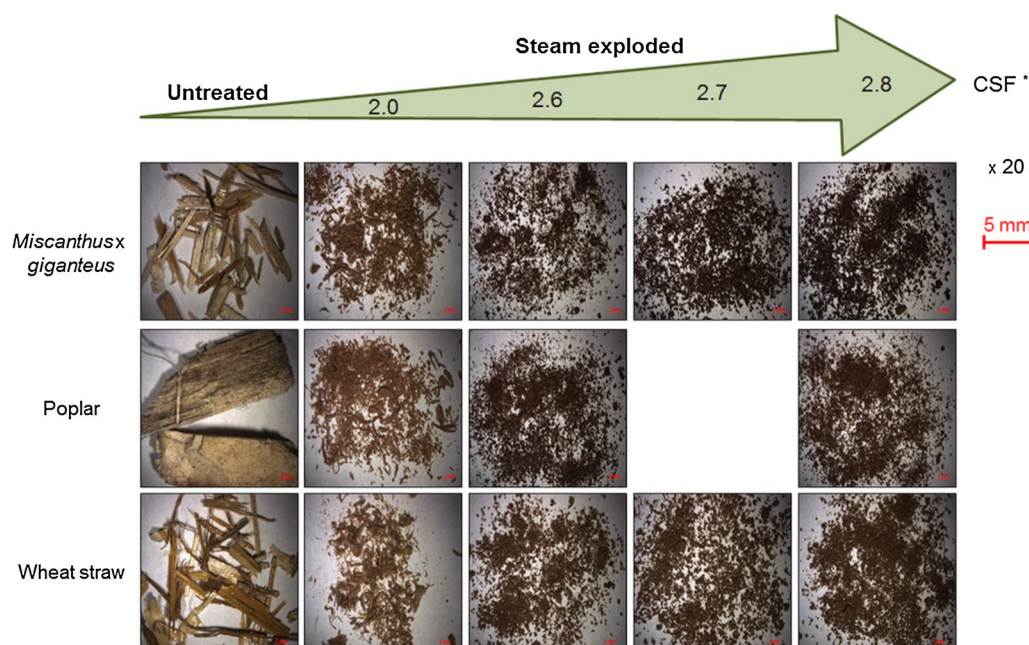 Steam exploded
Untreated
2.0
2.6
2.7
2.8
CSF *
x 20
5 mm
Miscanthus x
giganteus
Poplar
Wheat straw